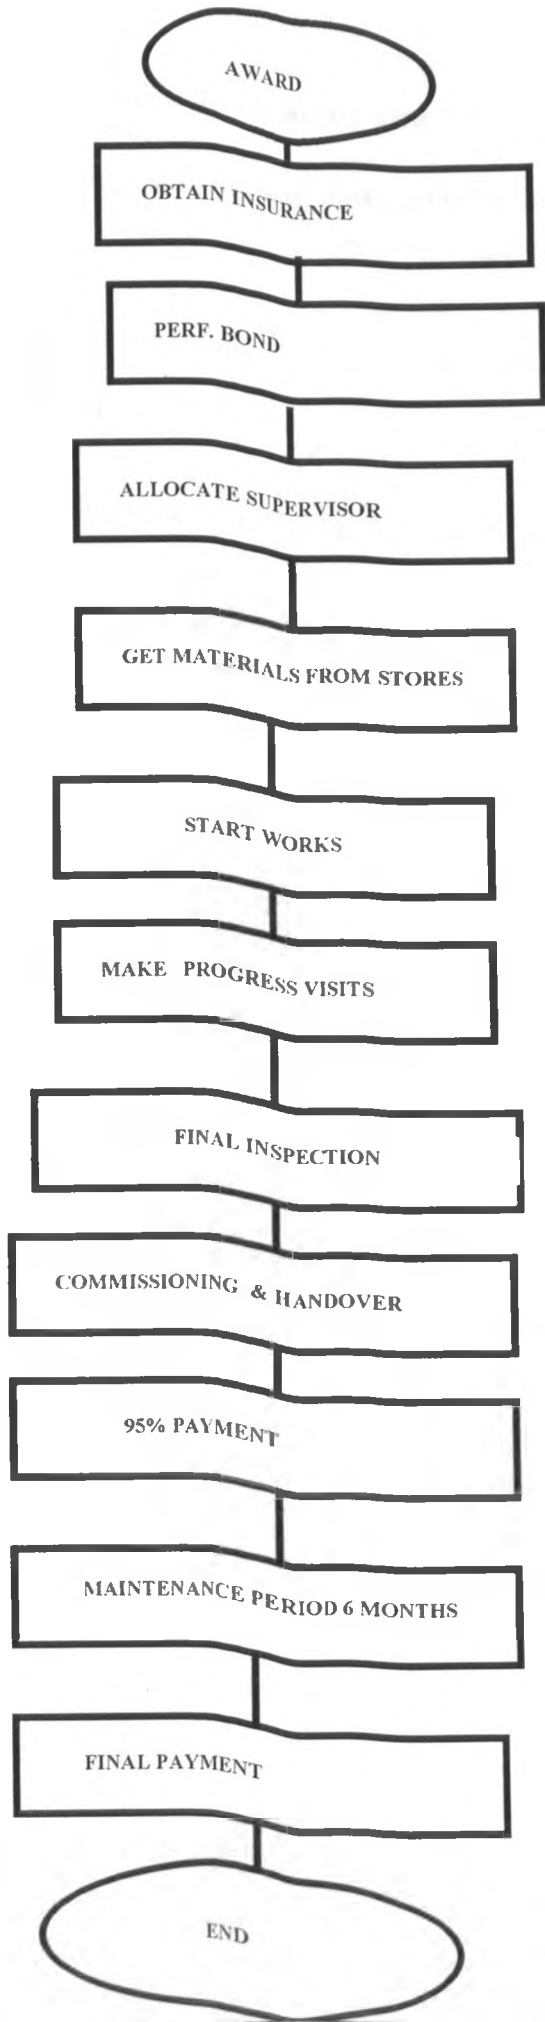 AWARD
OBTAIN INSURANCE
PERF. BOND
ALLOCATE SUPERVISOR
GET MATERIALS FROM STORES
START WORKS
MAKE PROGRESS VISITS
FINAL INSPECTION
COMMISSIONING & HANDOVER
95% PAYMENT
MAINTENANCE PERIOD 6 MONTHS
FINAL PAYMENT
END